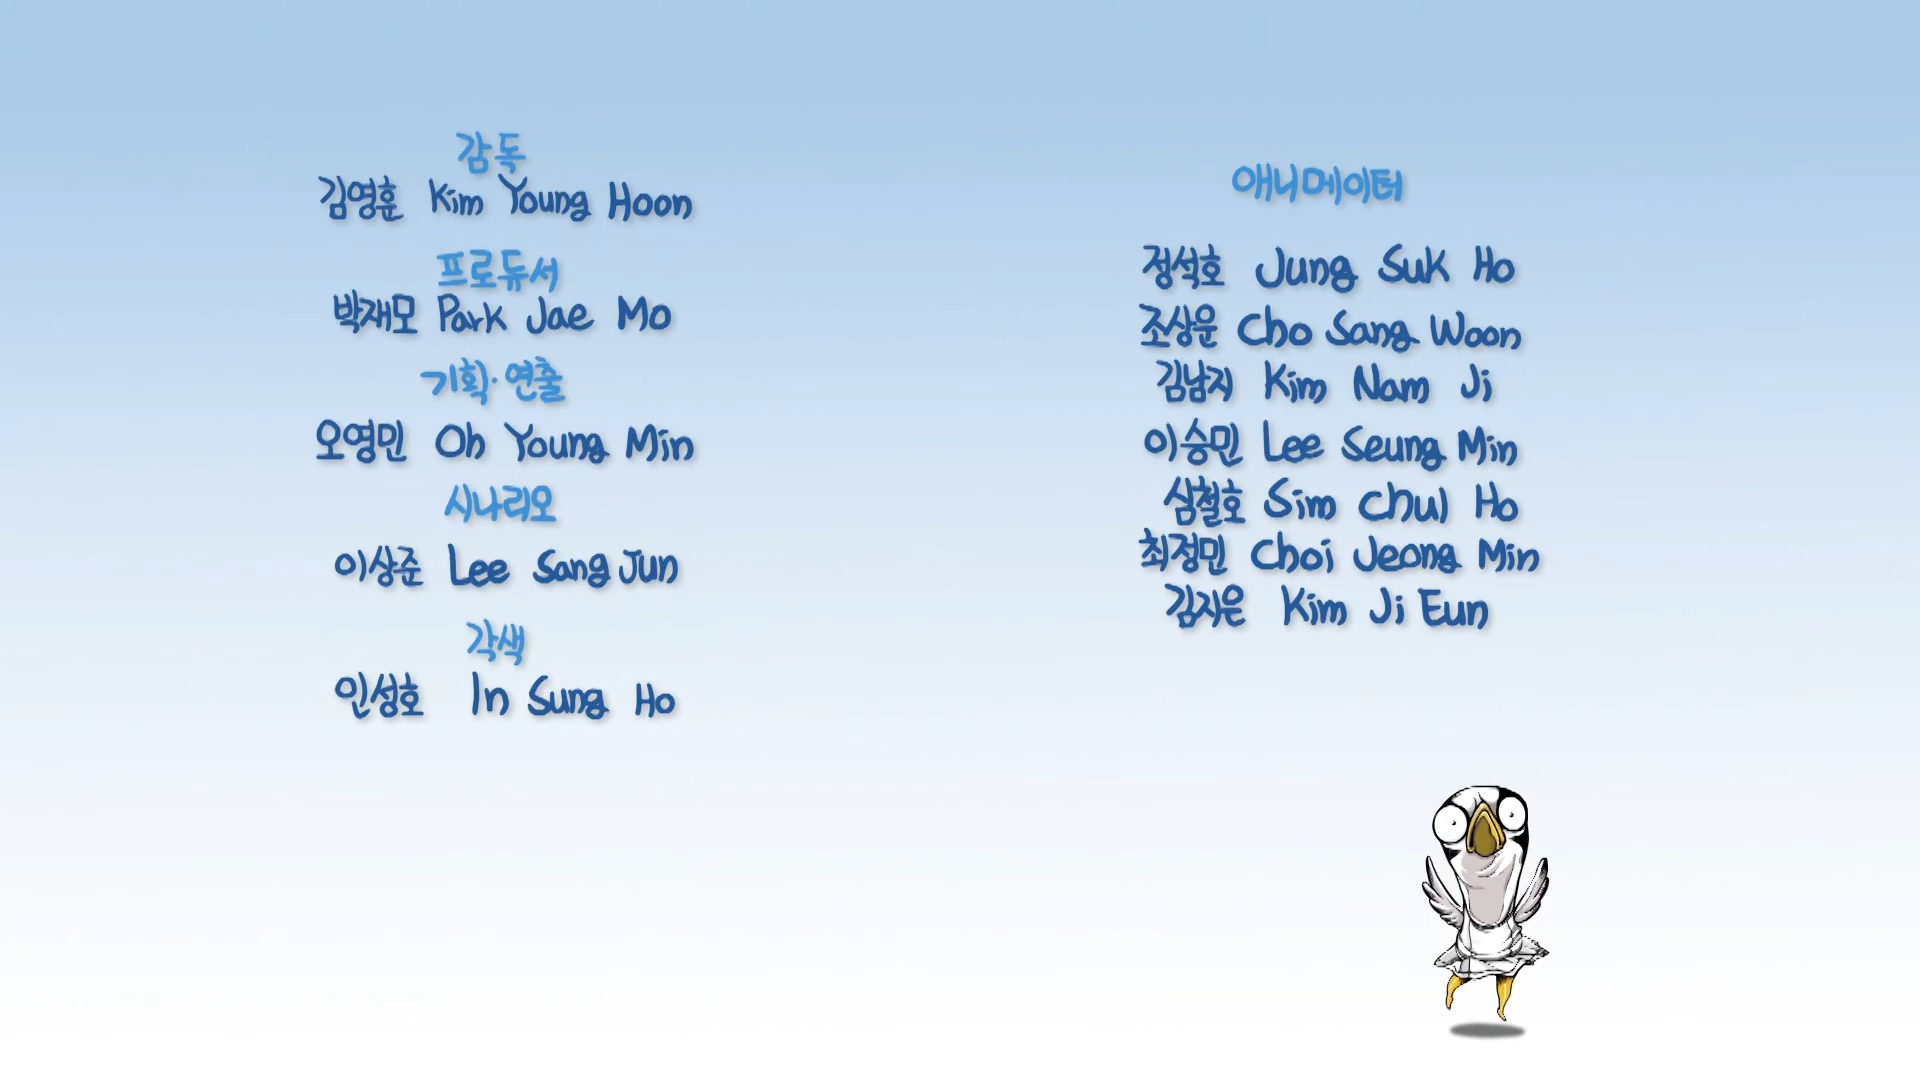 감독
김영훈 Kim Young Hoon
프로듀서
박재모 Park Jae Mo
기획·연출
오영민 Oh Young Min
시나리오
이상준 Lee Sang Jun
각색
인성호 In Sung Ho
애니메이터
정석호 Jung Suk Ho
조상운 Cho Sang Woon
김남지 Kim Nam Ji
이승민 Lee Seung Min
심철호 Sim Chul Ho
최정민 Choi Jeong Min
김지은 Kim Ji Eun